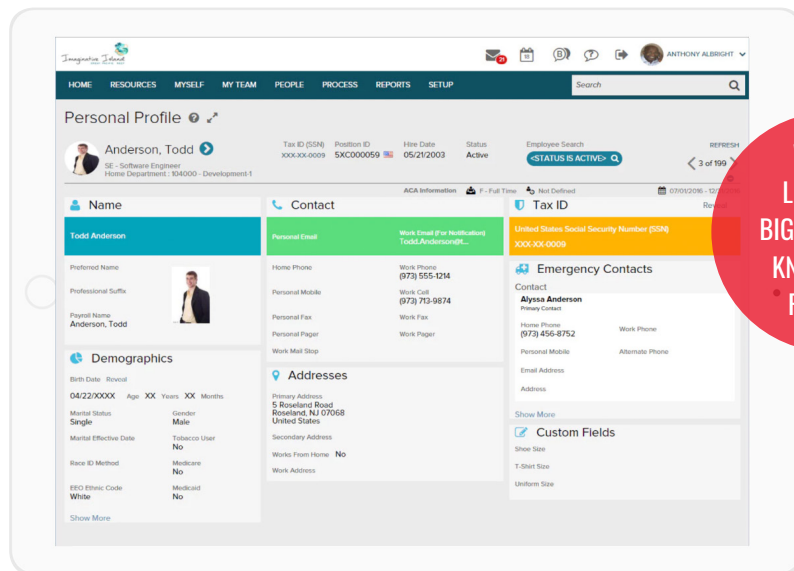 Imaginative Island
21
11
ANTHONY ALBRIGHT
HOME RESOURCES MYSELF MY TEAM PEOPLE PROCESS REPORTS SETUP Search
Personal Profile
Anderson, Todd
SE - Software Engineer
Home Department : 104000 - Development-1
Tax ID (SSN) Position ID Hire Date Status Employee Search REFRESH
XXX-XX-0009 5XC000059 05/21/2003 Active <STATUS IS ACTIVE> 3 of 199
ACA Information F - Full Time Not Defined 07/01/2016 - 12/
Name
Todd Anderson
Preferred Name
Professional Suffix
Payroll Name
Anderson, Todd
Demographics
Birth Date Reveal
04/22/XXXX Age XX Years XX Months
Marital Status Gender
Single Male
Marital Effective Date Tobacco User
No
Race ID Method Medicare
No
EEO Ethnic Code Medicaid
White No
Show More
Contact
Personal Email Work Email (For Notification)
Todd.Anderson@t...
Home Phone Work Phone
(973) 555-1214
Personal Mobile Work Cell
(973) 713-9874
Personal Fax Work Fax
Personal Pager Work Pager
Work Mail Stop
Addresses
Primary Address
5 Roseland Road
Roseland, NJ 07068
United States
Secondary Address
Works From Home No
Work Address
Tax ID Reveal
United States Social Security Number (SSN)
XXX-XX-0009
Emergency Contacts
Contact
Alyssa Anderson
Primary Contact
Home Phone Work Phone
(973) 456-8752
Personal Mobile Alternate Phone
Email Address
Address
Show More
Custom Fields
Shoe Size
T-Shirt Size
Uniform Size
L
BIG
KN